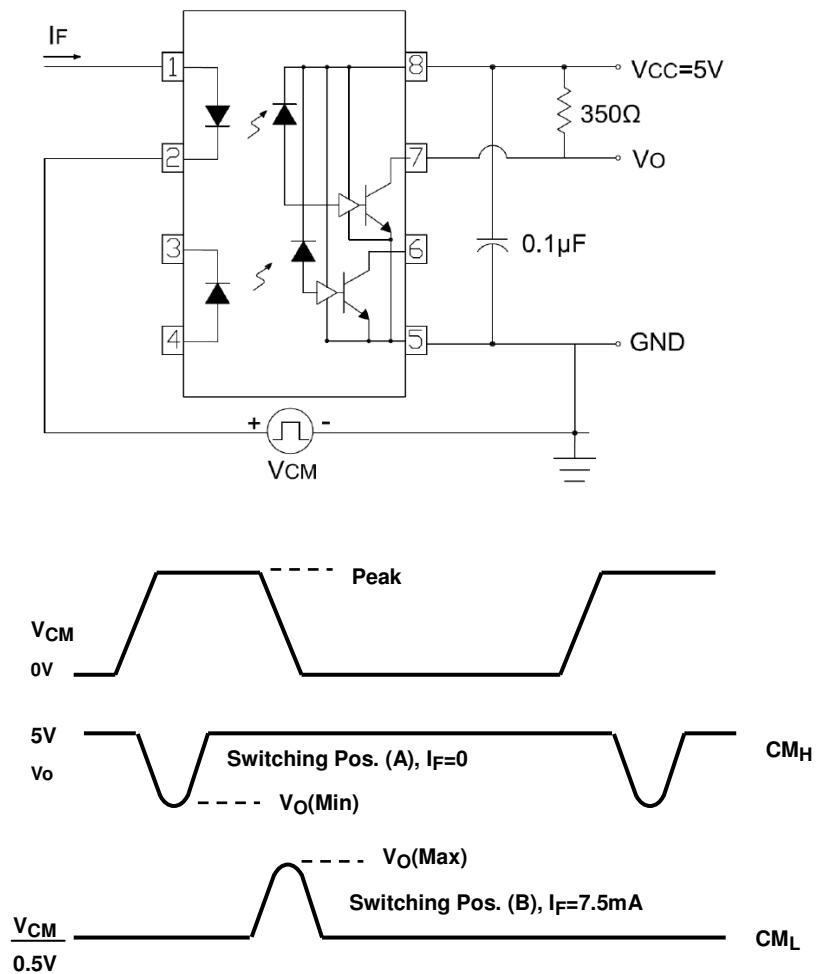 IF
1
8
VCC=5V
350Ω
2
7
VO
3
6
0.1µF
4
5
GND
+
-
VCM
Peak
VCM
0V
5V
Vo
Switching Pos. (A), IF=0
CMH
VO(Min)
VO(Max)
Switching Pos. (B), IF=7.5mA
VCM
0.5V
CML